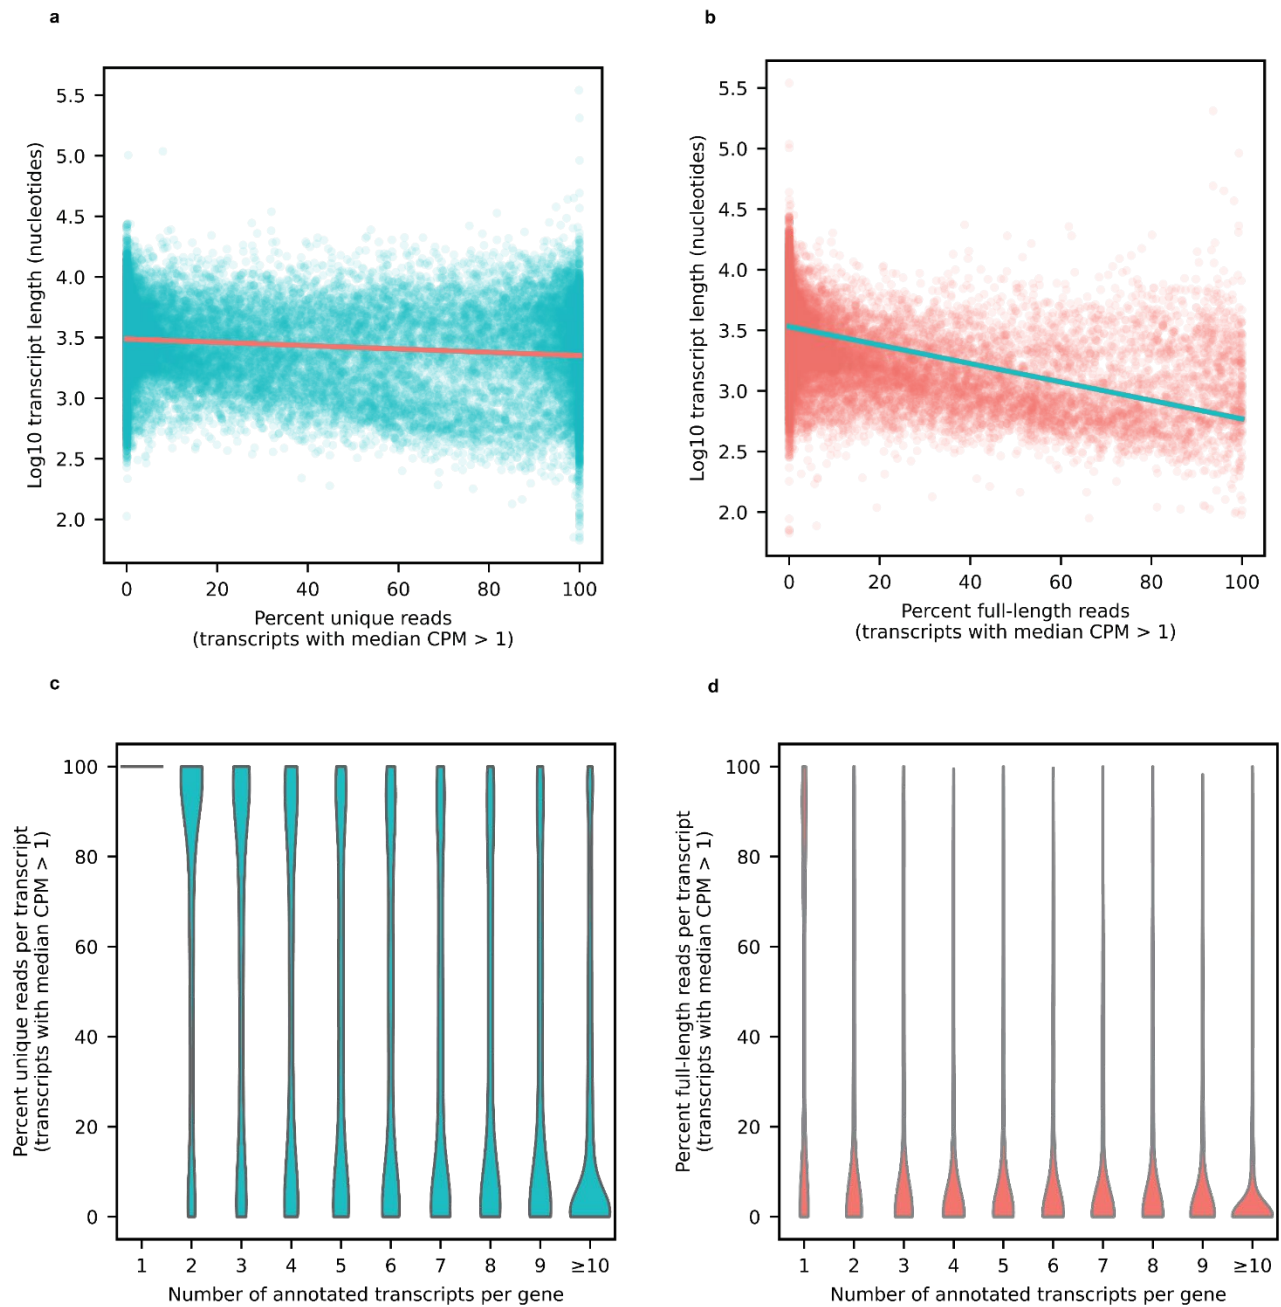 a
5.5
5.0
4.5
4.0
3.5
3.0
2.5
2.0
Log10 transcript length (nucleotides)
0 20 40 60 80 100
Percent unique reads
(transcripts with median CPM > 1)
b
5.5
5.0
4.5
4.0
3.5
3.0
2.5
2.0
Log10 transcript length (nucleotides)
0 20 40 60 80 100
Percent full-length reads
(transcripts with median CPM > 1)
c
100
80
60
40
20
0
Percent unique reads per transcript
(transcripts with median CPM > 1)
1 2 3 4 5 6 7 8 9 ≥10
Number of annotated transcripts per gene
d
100
80
60
40
20
0
Percent full-length reads per transcript
(transcripts with median CPM > 1)
1 2 3 4 5 6 7 8 9 ≥10
Number of annotated transcripts per gene